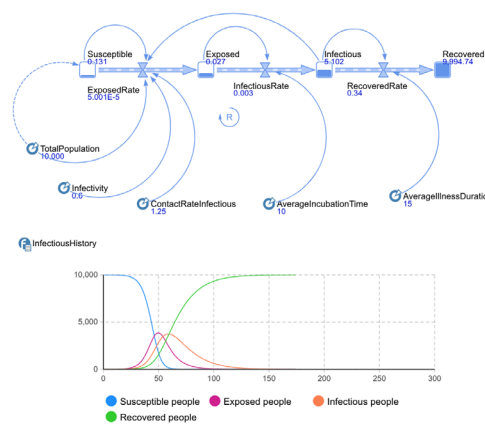 Susceptible
0.131
Exposed
0.027
Infectious
5.102
Recovered
9,994.74
ExposedRate
5.001E-5
InfectiousRate
0.003
RecoveredRate
0.34
R
TotalPopulation
10,000
Infectivity
0.6
ContactRateInfectious
1.25
AverageIncubationTime
10
AverageIllnessDurati
15
F
InfectiousHistory
10,000
5,000
0
0 50 100 150 200 250 300
Susceptible people Exposed people Infectious people
Recovered people